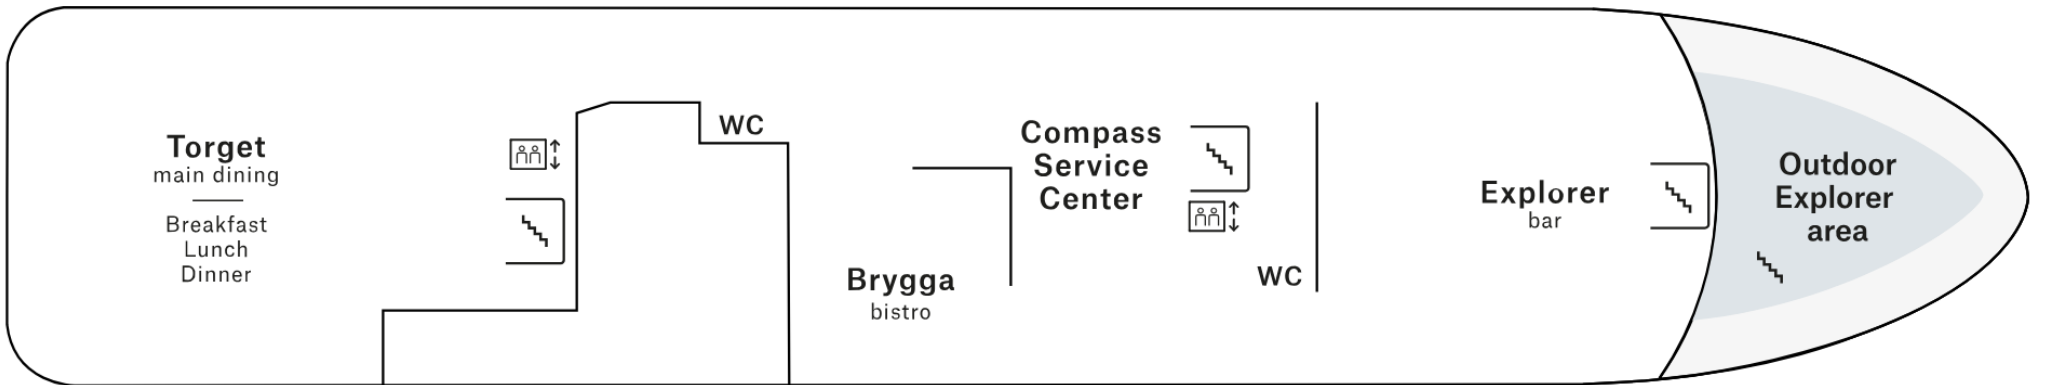 Torget
main dining
Breakfast
Lunch
Dinner
WC
Brygga
bistro
Compass
Service
Center
WC
Explorer
bar
Outdoor
Explorer
area